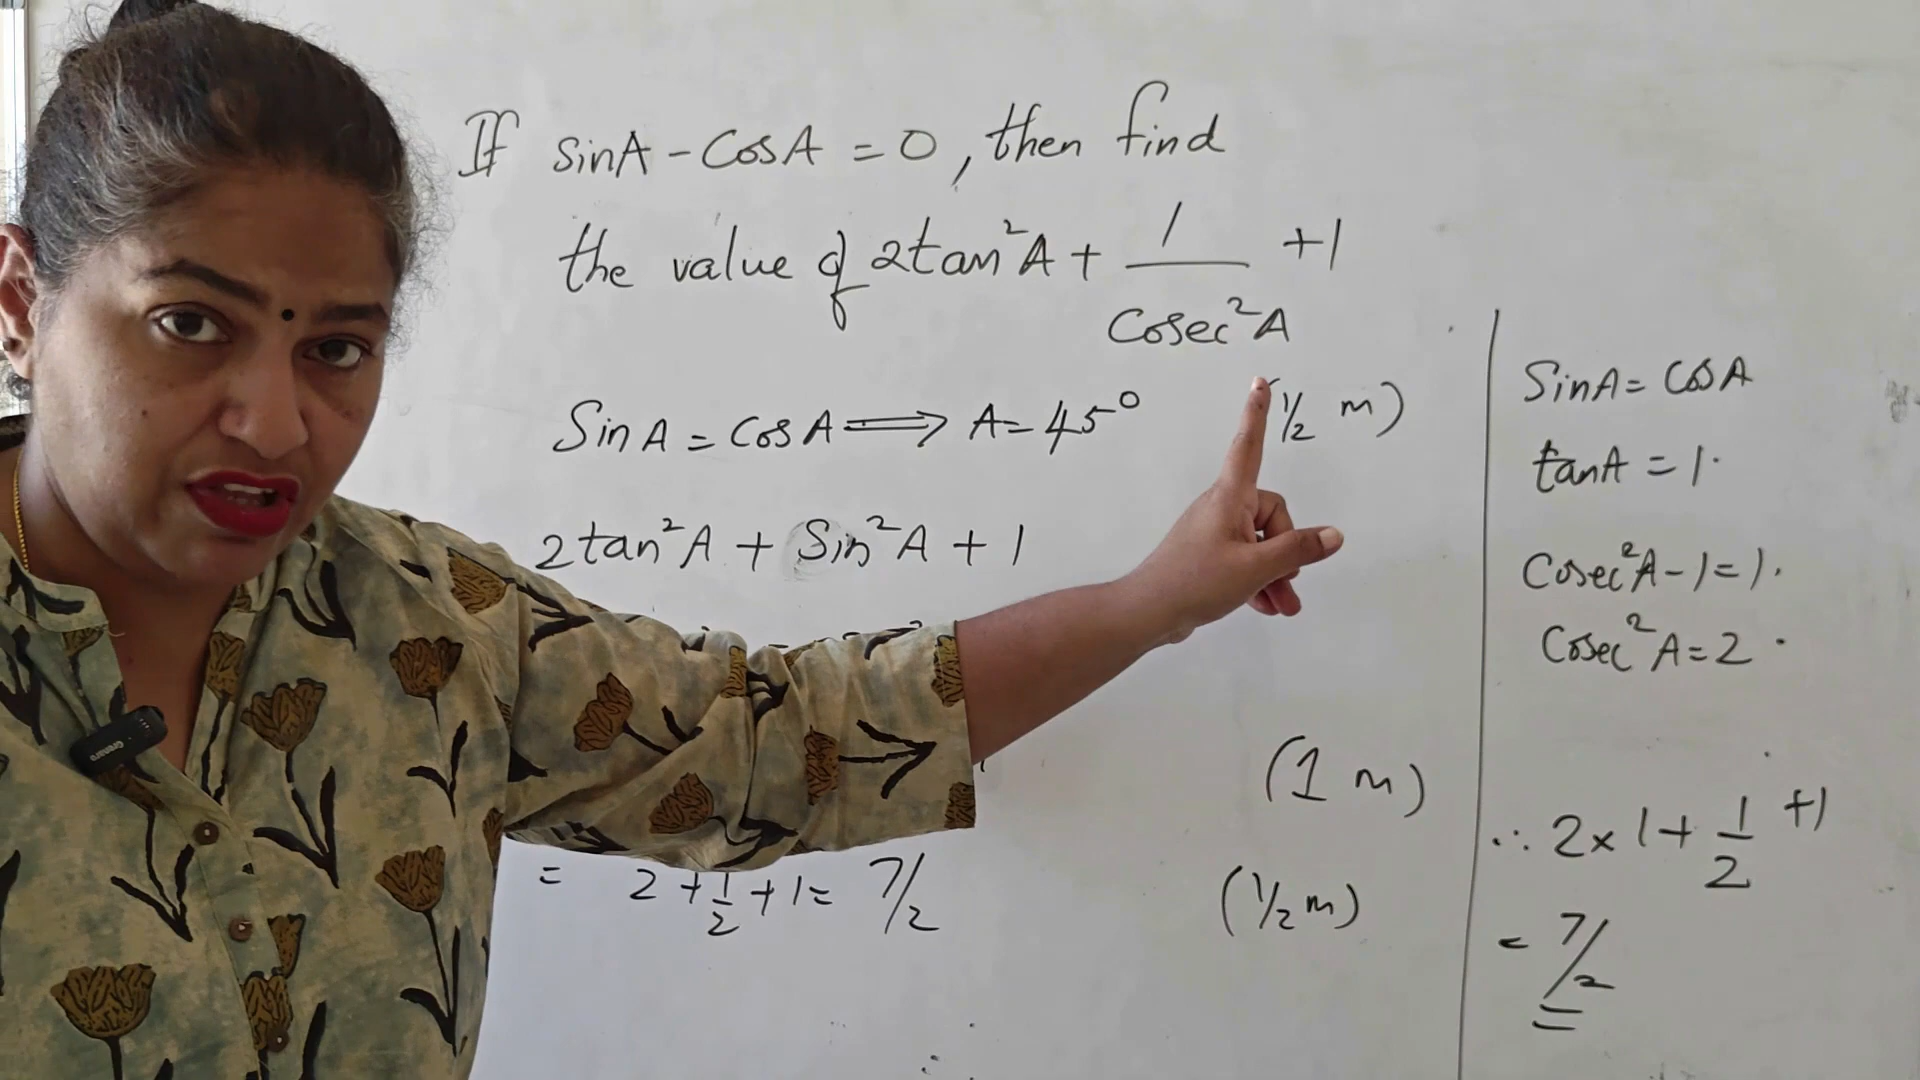 If sinA - CosA = 0, then find
the value of 2tan²A + 1/Cosec²A + 1
SinA = CosA ⟹ A = 45° (1/2 m)
2tan²A + Sin²A + 1
(1 m)
= 2 + 1/2 + 1 = 7/2 (1/2 m)
SinA = CosA
tanA = 1.
Cosec²A - 1 = 1.
Cosec²A = 2.
∴ 2 x 1 + 1/2 + 1
= 7/2
Grenaro